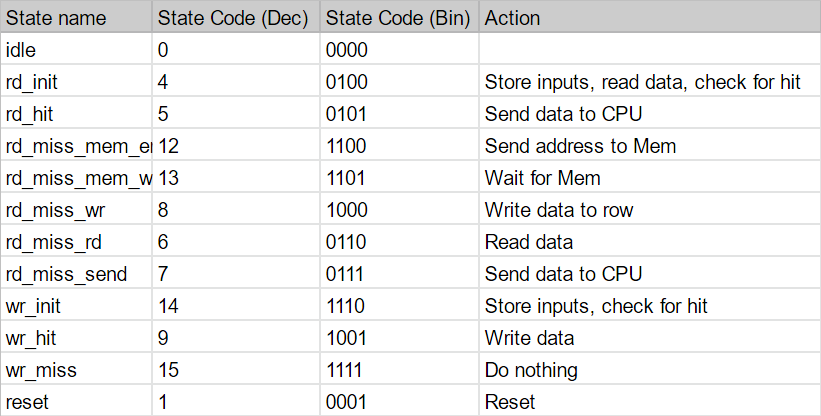 State name State Code (Dec) State Code (Bin) Action
idle 0 0000
rd_init 4 0100 Store inputs, read data, check for hit
rd_hit 5 0101 Send data to CPU
rd_miss_mem_e 12 1100 Send address to Mem
rd_miss_mem_w 13 1101 Wait for Mem
rd_miss_wr 8 1000 Write data to row
rd_miss_rd 6 0110 Read data
rd_miss_send 7 0111 Send data to CPU
wr_init 14 1110 Store inputs, check for hit
wr_hit 9 1001 Write data
wr_miss 15 1111 Do nothing
reset 1 0001 Reset